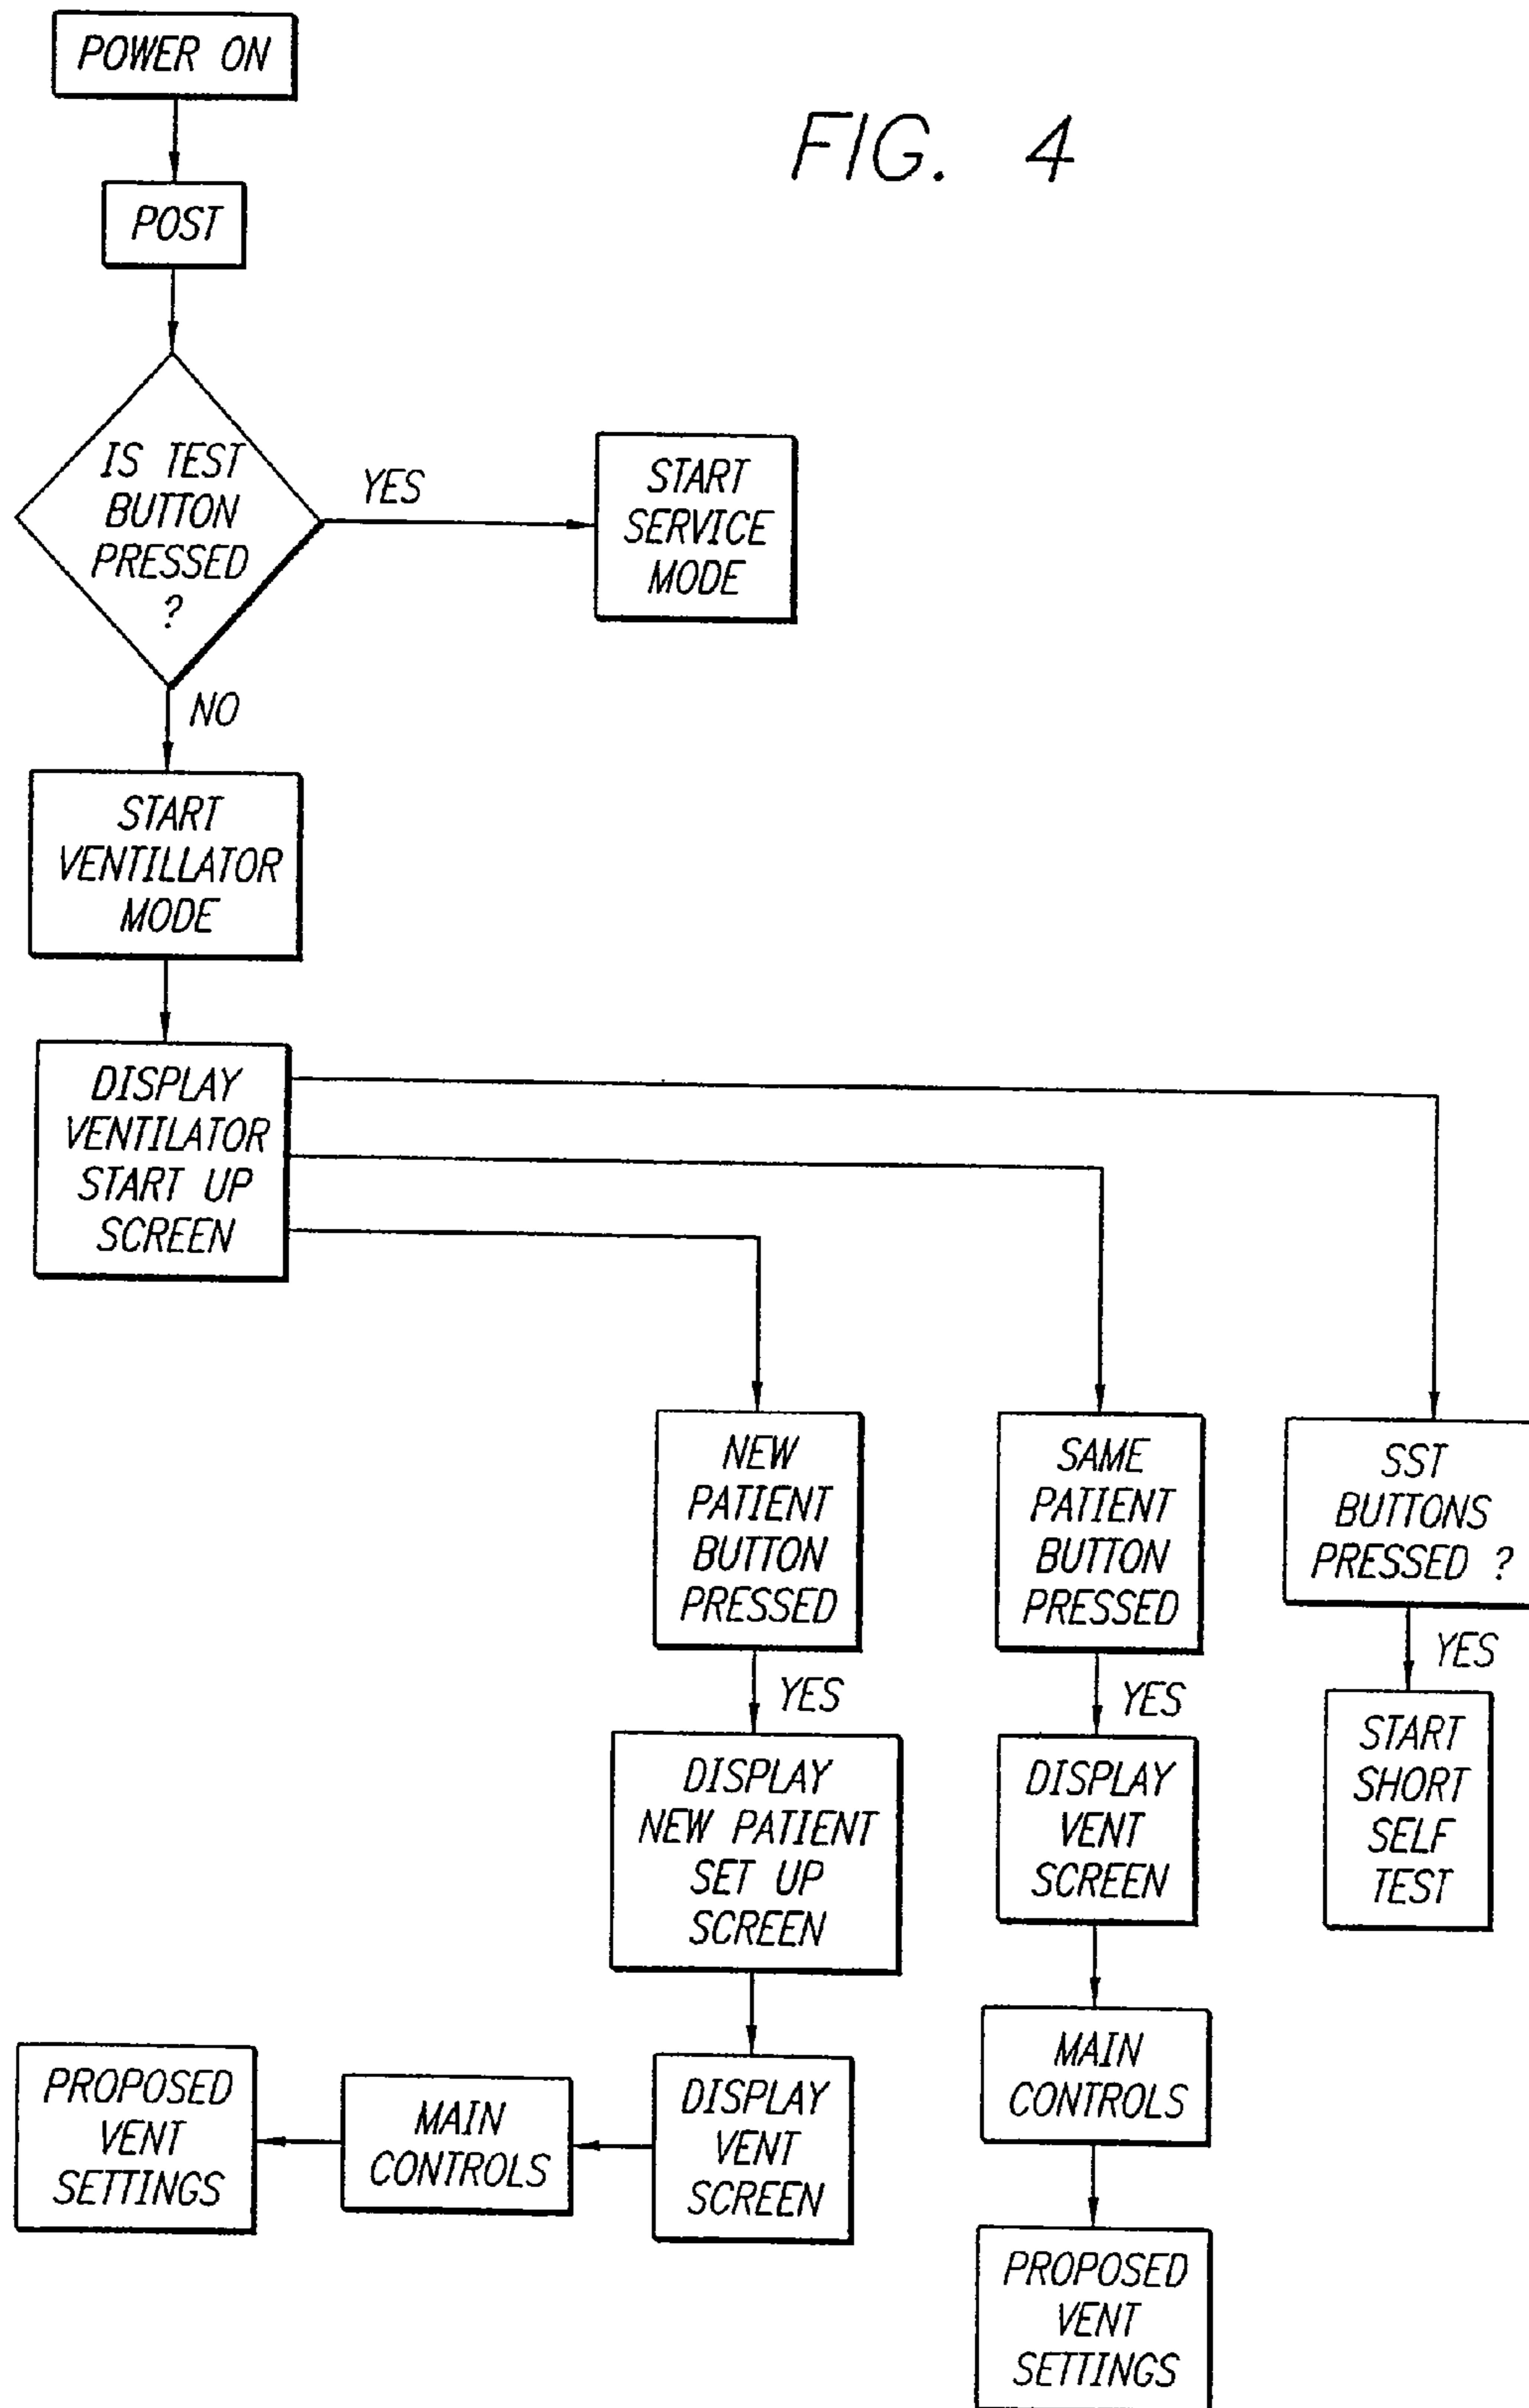 POWER ON
FIG. 4
POST
IS TEST
BUTTON
PRESSED
?
YES
START
SERVICE
MODE
NO
START
VENTILLATOR
MODE
DISPLAY
VENTILATOR
START UP
SCREEN
NEW
PATIENT
BUTTON
PRESSED
SAME
PATIENT
BUTTON
PRESSED
SST
BUTTONS
PRESSED ?
YES
YES
YES
DISPLAY
NEW PATIENT
SET UP
SCREEN
DISPLAY
VENT
SCREEN
START
SHORT
SELF
TEST
MAIN
CONTROLS
PROPOSED
VENT
SETTINGS
MAIN
CONTROLS
DISPLAY
VENT
SCREEN
PROPOSED
VENT
SETTINGS